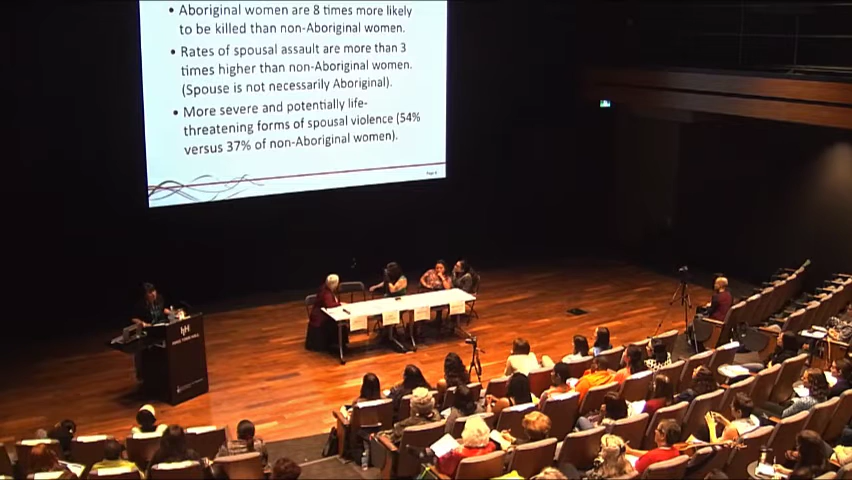 • Aboriginal women are 8 times more likely
to be killed than non-Aboriginal women.
• Rates of spousal assault are more than 3
times higher than non-Aboriginal women.
(Spouse is not necessarily Aboriginal).
• More severe and potentially life-
threatening forms of spousal violence (54%
versus 37% of non-Aboriginal women).